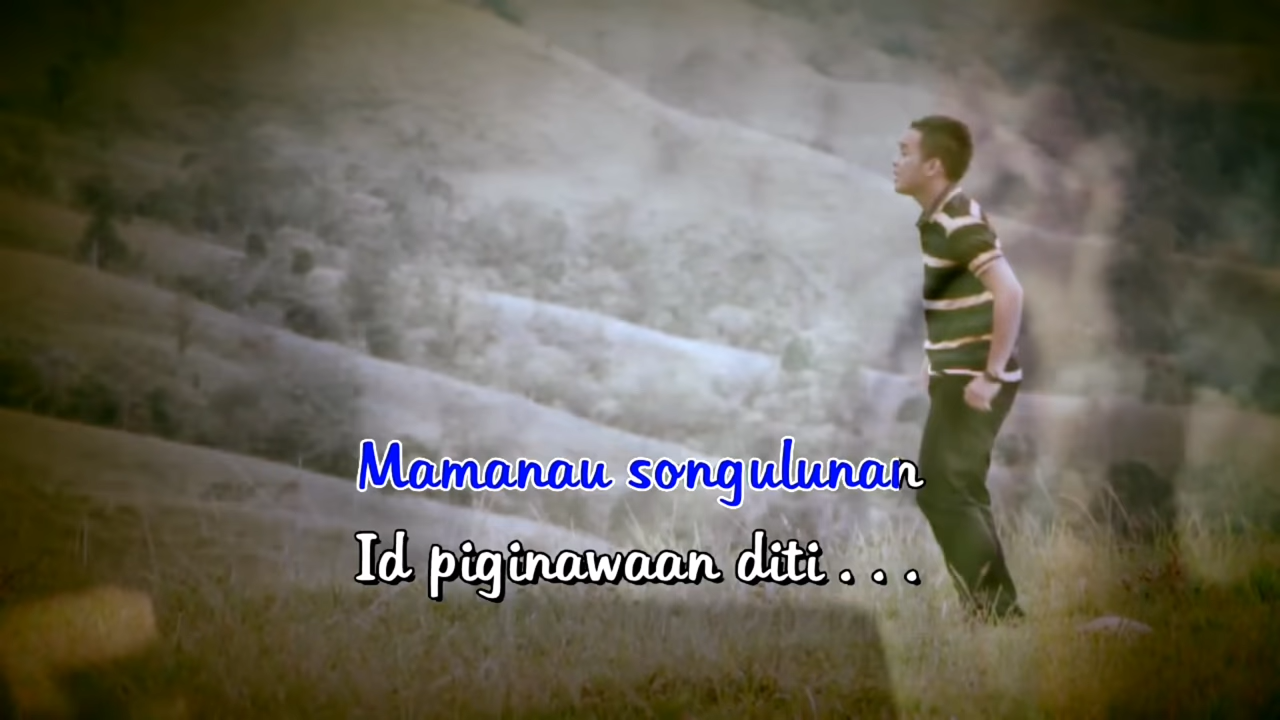 Mamanau songulunan
Id piginawaan diti . . .